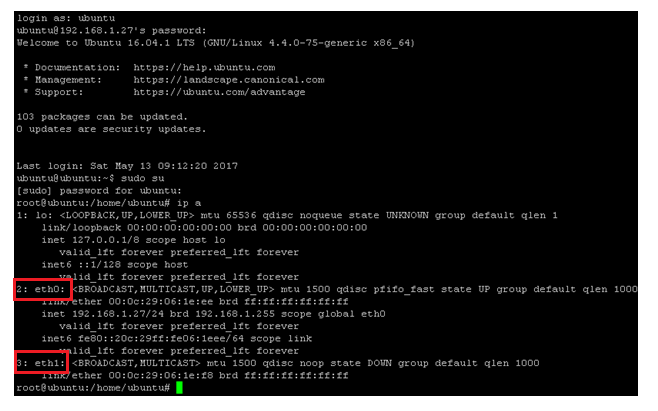 login as: ubuntu
ubuntu@192.168.1.27's password:
Welcome to Ubuntu 16.04.1 LTS (GNU/Linux 4.4.0-75-generic x86_64)
* Documentation: https://help.ubuntu.com
* Management: https://landscape.canonical.com
* Support: https://ubuntu.com/advantage
103 packages can be updated.
0 updates are security updates.
Last login: Sat May 13 09:12:20 2017
ubuntu@ubuntu:~$ sudo su
[sudo] password for ubuntu:
root@ubuntu:/home/ubuntu# ip a
1: lo: <LOOPBACK,UP,LOWER_UP> mtu 65536 qdisc noqueue state UNKNOWN group default qlen 1
link/loopback 00:00:00:00:00:00 brd 00:00:00:00:00:00
inet 127.0.0.1/8 scope host lo
valid_lft forever preferred_lft forever
inet6 ::1/128 scope host
valid_lft forever preferred_lft forever
2: eth0: <BROADCAST,MULTICAST,UP,LOWER_UP> mtu 1500 qdisc pfifo_fast state UP group default qlen 1000
link/ether 00:0c:29:06:1e:ee brd ff:ff:ff:ff:ff:ff
inet 192.168.1.27/24 brd 192.168.1.255 scope global eth0
valid_lft forever preferred_lft forever
inet6 fe80::20c:29ff:fe06:1eee/64 scope link
valid_lft forever preferred_lft forever
3: eth1: <BROADCAST,MULTICAST> mtu 1500 qdisc noop state DOWN group default qlen 1000
link/ether 00:0c:29:06:1e:f8 brd ff:ff:ff:ff:ff:ff
root@ubuntu:/home/ubuntu#